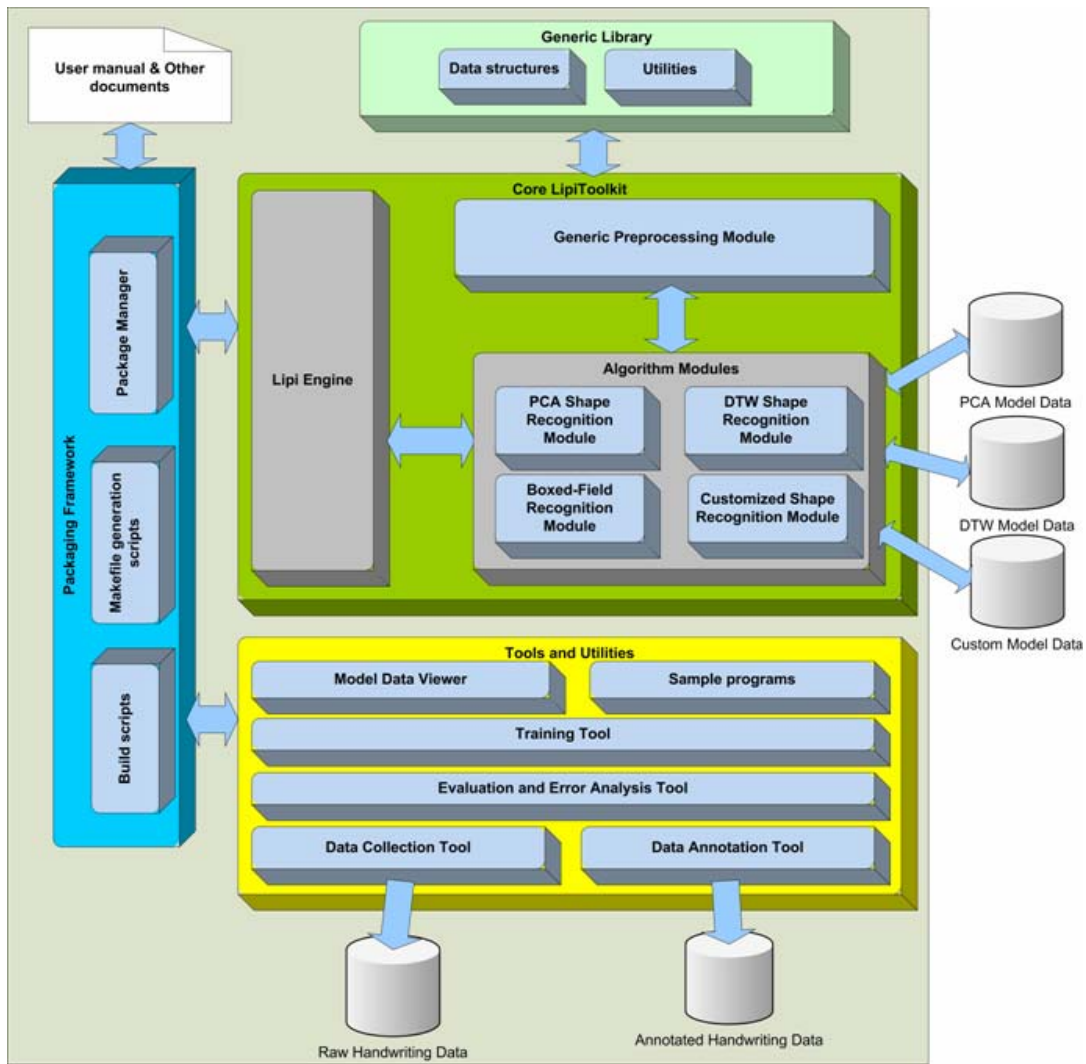 User manual & Other
documents
Generic Library
Data structures
Utilities
Core LipiToolkit
Generic Preprocessing Module
Lipi Engine
Algorithm Modules
PCA Shape
Recognition
Module
DTW Shape
Recognition
Module
Boxed-Field
Recognition
Module
Customized Shape
Recognition Module
Packaging Framework
Package Manager
Makefile generation
scripts
Build scripts
PCA Model Data
DTW Model Data
Custom Model Data
Tools and Utilities
Model Data Viewer
Sample programs
Training Tool
Evaluation and Error Analysis Tool
Data Collection Tool
Data Annotation Tool
Raw Handwriting Data
Annotated Handwriting Data